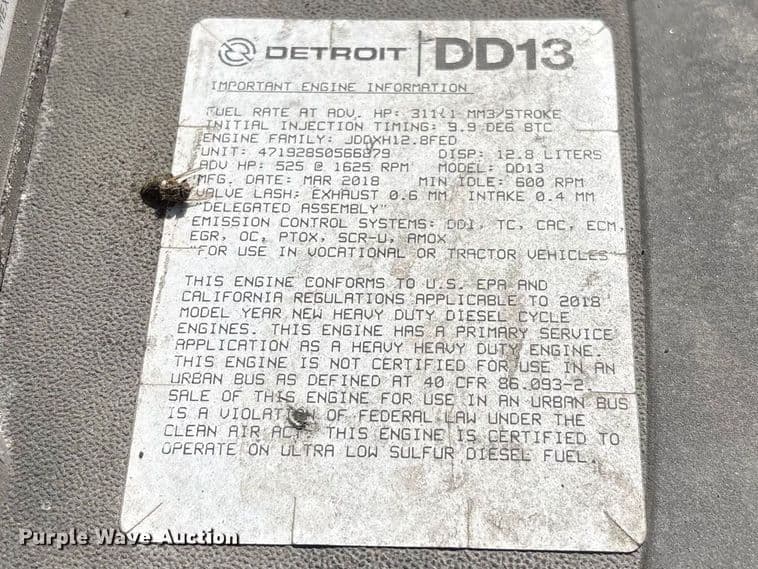 DETROIT DD13
IMPORTANT ENGINE INFORMATION
FUEL RATE AT ADV. HP: MM3/STROKE
INITIAL INJECTION TIMING: 9.9 DEG BTC
ENGINE FAMILY: JDDXH12.8FED
UNIT: 471928S0566879 DISP: 12.8 LITERS
ADV HP: 525 @ 1625 RPM MODEL: DD13
MFG. DATE: MAR 2018 MIN IDLE: 600 RPM
VALVE LASH: EXHAUST 0.6 MM, INTAKE 0.4 MM
"DELEGATED ASSEMBLY"
EMISSION CONTROL SYSTEMS: DDI, TC, CAC, ECM,
EGR, OC, PTOX, SCR-U, AMOX
"FOR USE IN VOCATIONAL OR TRACTOR VEHICLES"
THIS ENGINE CONFORMS TO U.S. EPA AND
CALIFORNIA REGULATIONS APPLICABLE TO 2018
MODEL YEAR NEW HEAVY DUTY DIESEL CYCLE
ENGINES. THIS ENGINE HAS A PRIMARY SERVICE
APPLICATION AS A HEAVY HEAVY DUTY ENGINE.
THIS ENGINE IS NOT CERTIFIED FOR USE IN AN
URBAN BUS AS DEFINED AT 40 CFR 86.093-2.
SALE OF THIS ENGINE FOR USE IN AN URBAN BUS
IS A VIOLATION OF FEDERAL LAW UNDER THE
CLEAN AIR ACT. THIS ENGINE IS CERTIFIED TO
OPERATE ON ULTRA LOW SULFUR DIESEL FUEL.
Purple Wave Auction